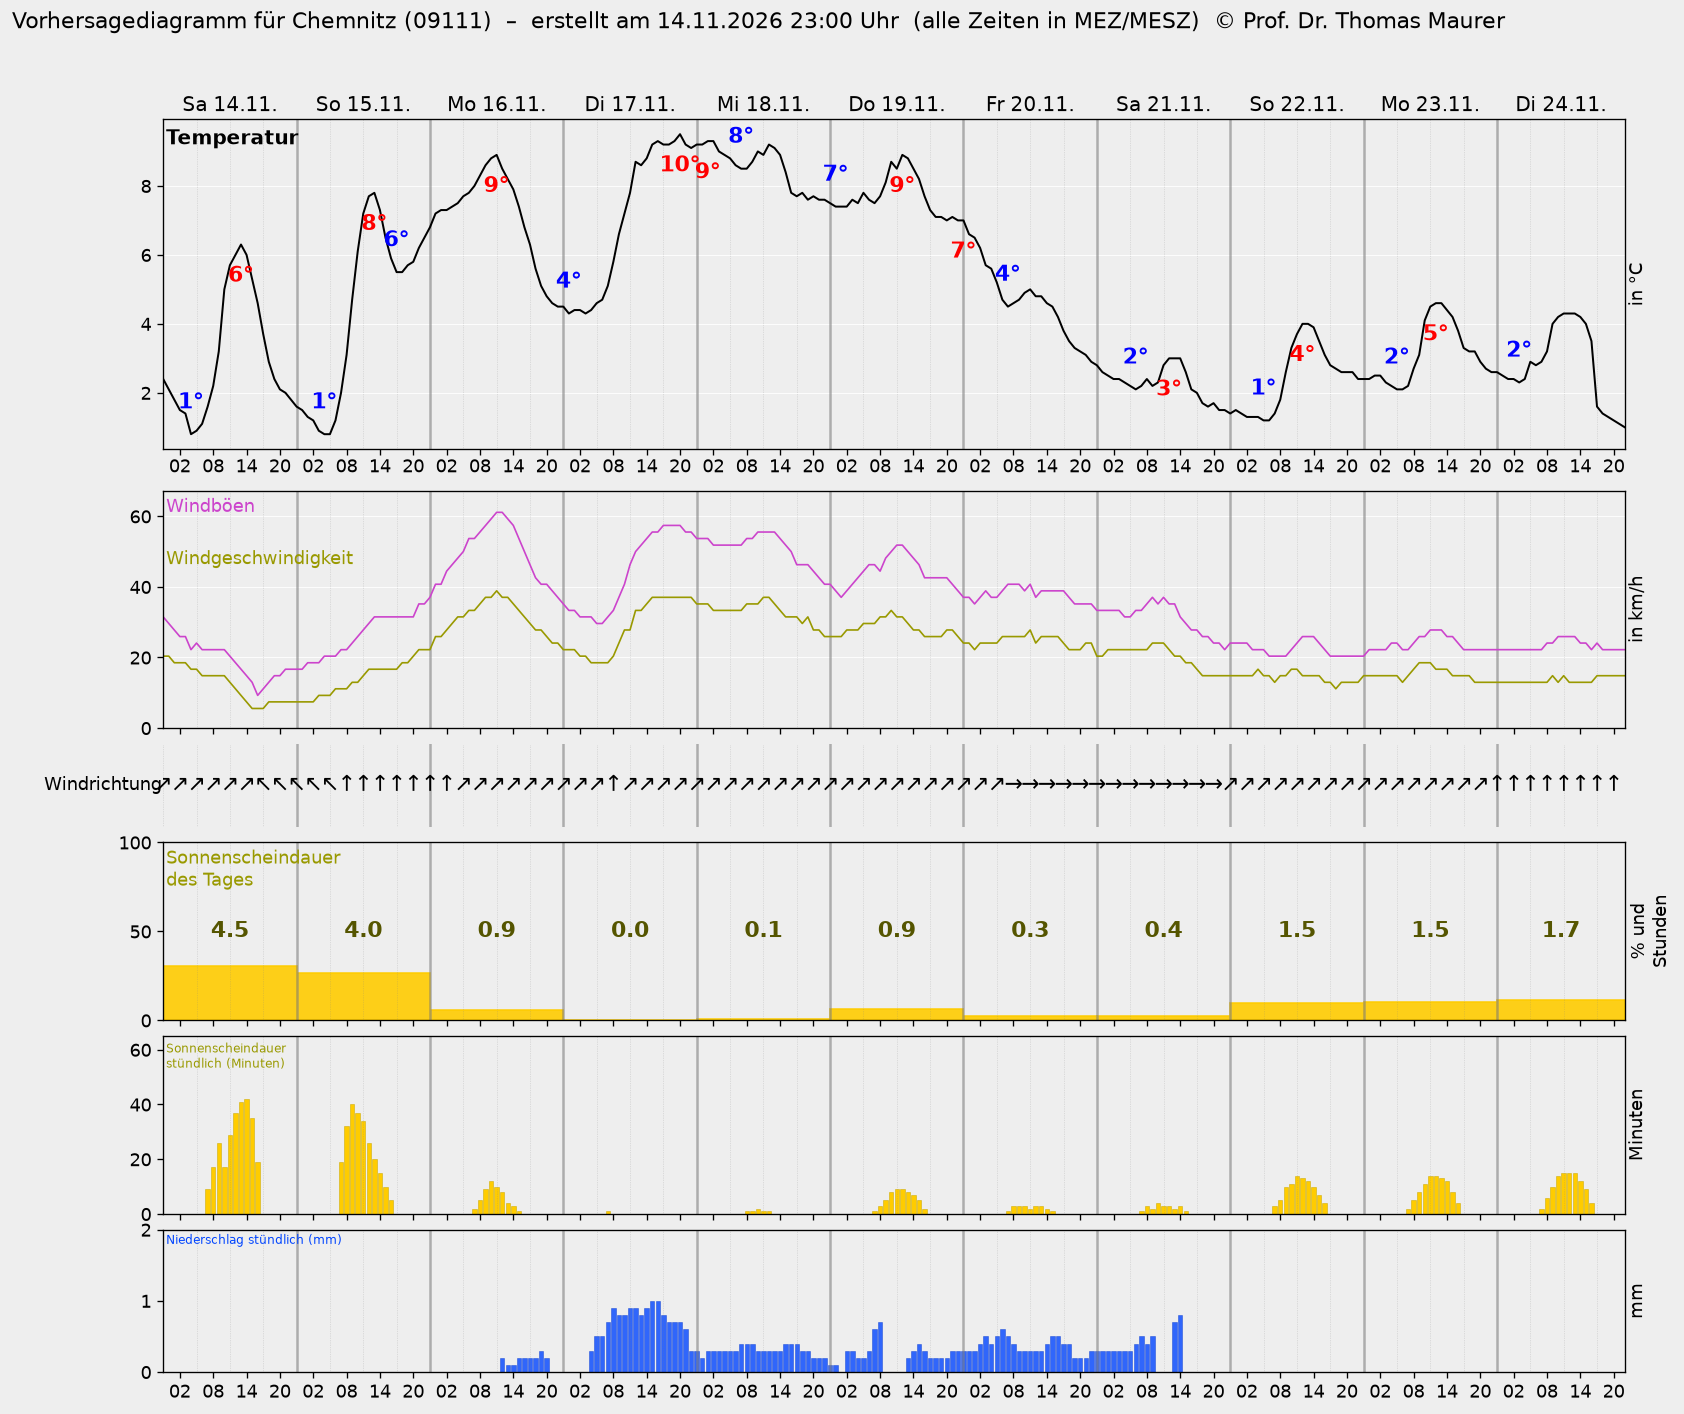 Vorhersagediagramm für Chemnitz (09111)  –  erstellt am 14.11.2026 23:00 Uhr  (alle Zeiten in MEZ/MESZ)  © Prof. Dr. Thomas Maurer
Sa 14.11. So 15.11. Mo 16.11. Di 17.11. Mi 18.11. Do 19.11. Fr 20.11. Sa 21.11. So 22.11. Mo 23.11. Di 24.11.
Temperatur
8
6
4
2
1° 6° 1° 8° 6° 9° 4° 10° 9° 8° 7° 9° 7° 4° 2° 3° 1° 4° 2° 5° 2°
in °C
02 08 14 20 02 08 14 20 02 08 14 20 02 08 14 20 02 08 14 20 02 08 14 20 02 08 14 20 02 08 14 20 02 08 14 20 02 08 14 20 02 08 14 20
Windböen
Windgeschwindigkeit
60
40
20
0
in km/h
Windrichtung
100
50
0
Sonnenscheindauer
des Tages
4.5 4.0 0.9 0.0 0.1 0.9 0.3 0.4 1.5 1.5 1.7
% und
Stunden
60
40
20
0
Sonnenscheindauer
stündlich (Minuten)
Minuten
2
1
0
Niederschlag stündlich (mm)
mm
02 08 14 20 02 08 14 20 02 08 14 20 02 08 14 20 02 08 14 20 02 08 14 20 02 08 14 20 02 08 14 20 02 08 14 20 02 08 14 20 02 08 14 20